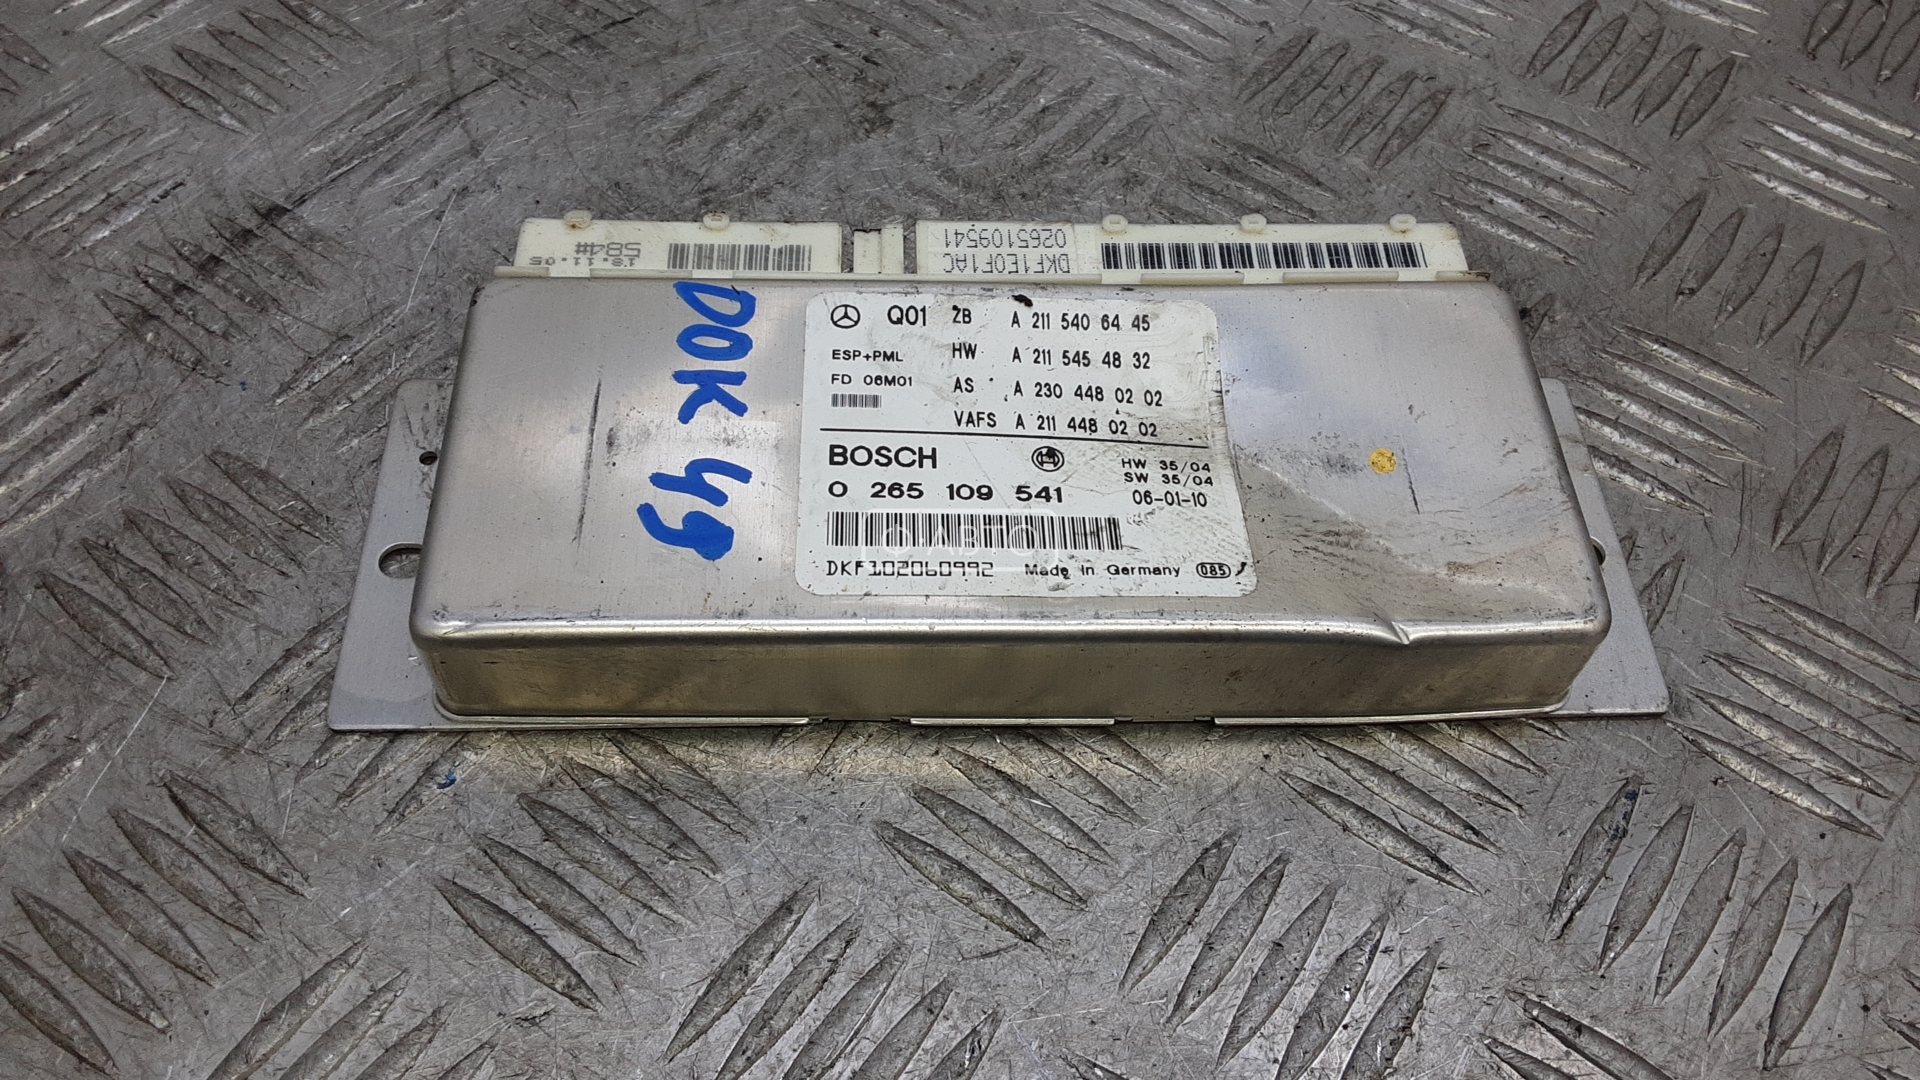 584#
18.11.05
0265109541
DKF1E0F1AC
DOK 49
Q01 ZB A 211 540 64 45
ESP+PML HW A 211 545 48 32
FD 06M01 AS A 230 448 02 02
VAFS A 211 448 02 02
BOSCH HW 35/04
SW 35/04
0 265 109 541 06-01-10
АВТО
DKF102060992 Made in Germany 085